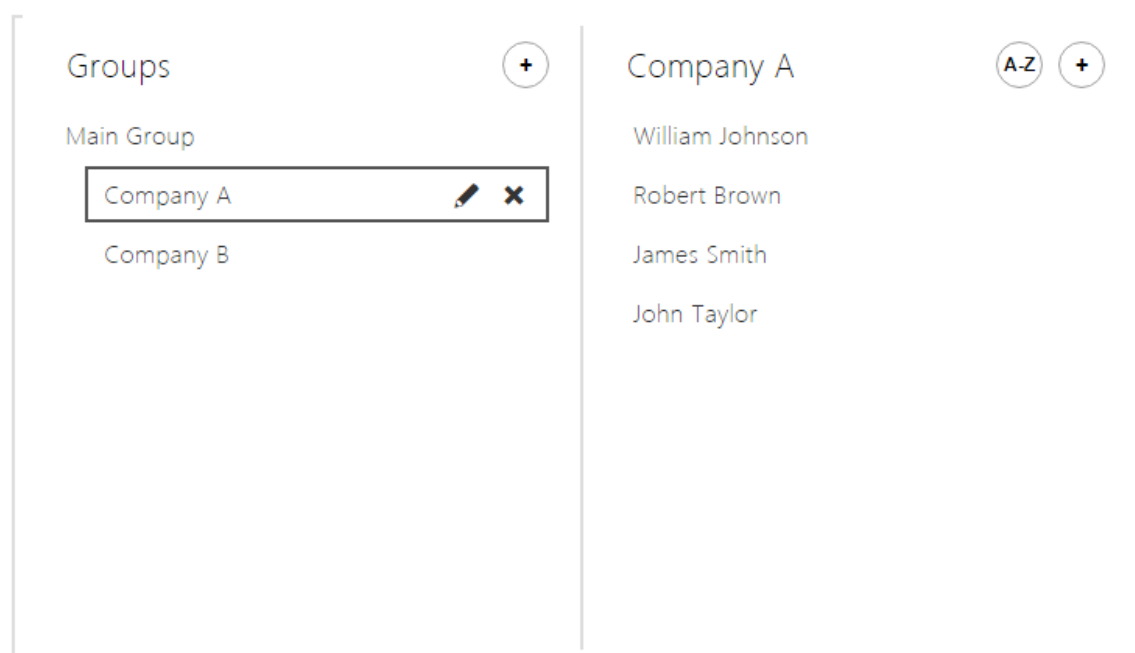 Groups
+
Main Group
Company A
Company B
Company A
A-Z
+
William Johnson
Robert Brown
James Smith
John Taylor